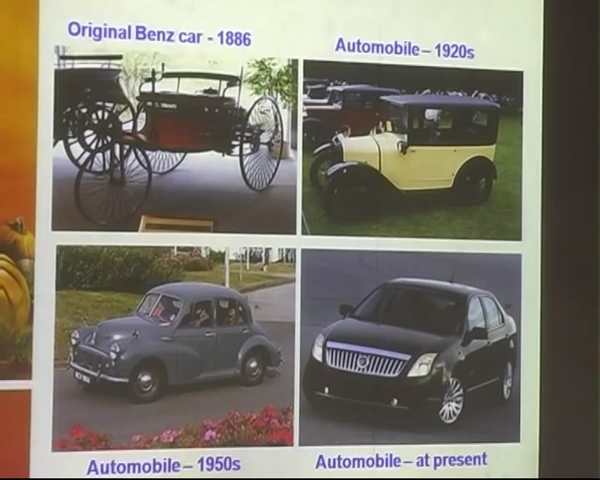 Original Benz car - 1886
Automobile – 1920s
Automobile – 1950s
Automobile – at present